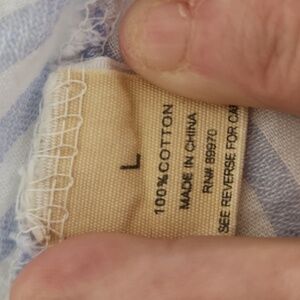 L
100%COTTON
MADE IN CHINA
RN# 89970
SEE REVERSE FOR